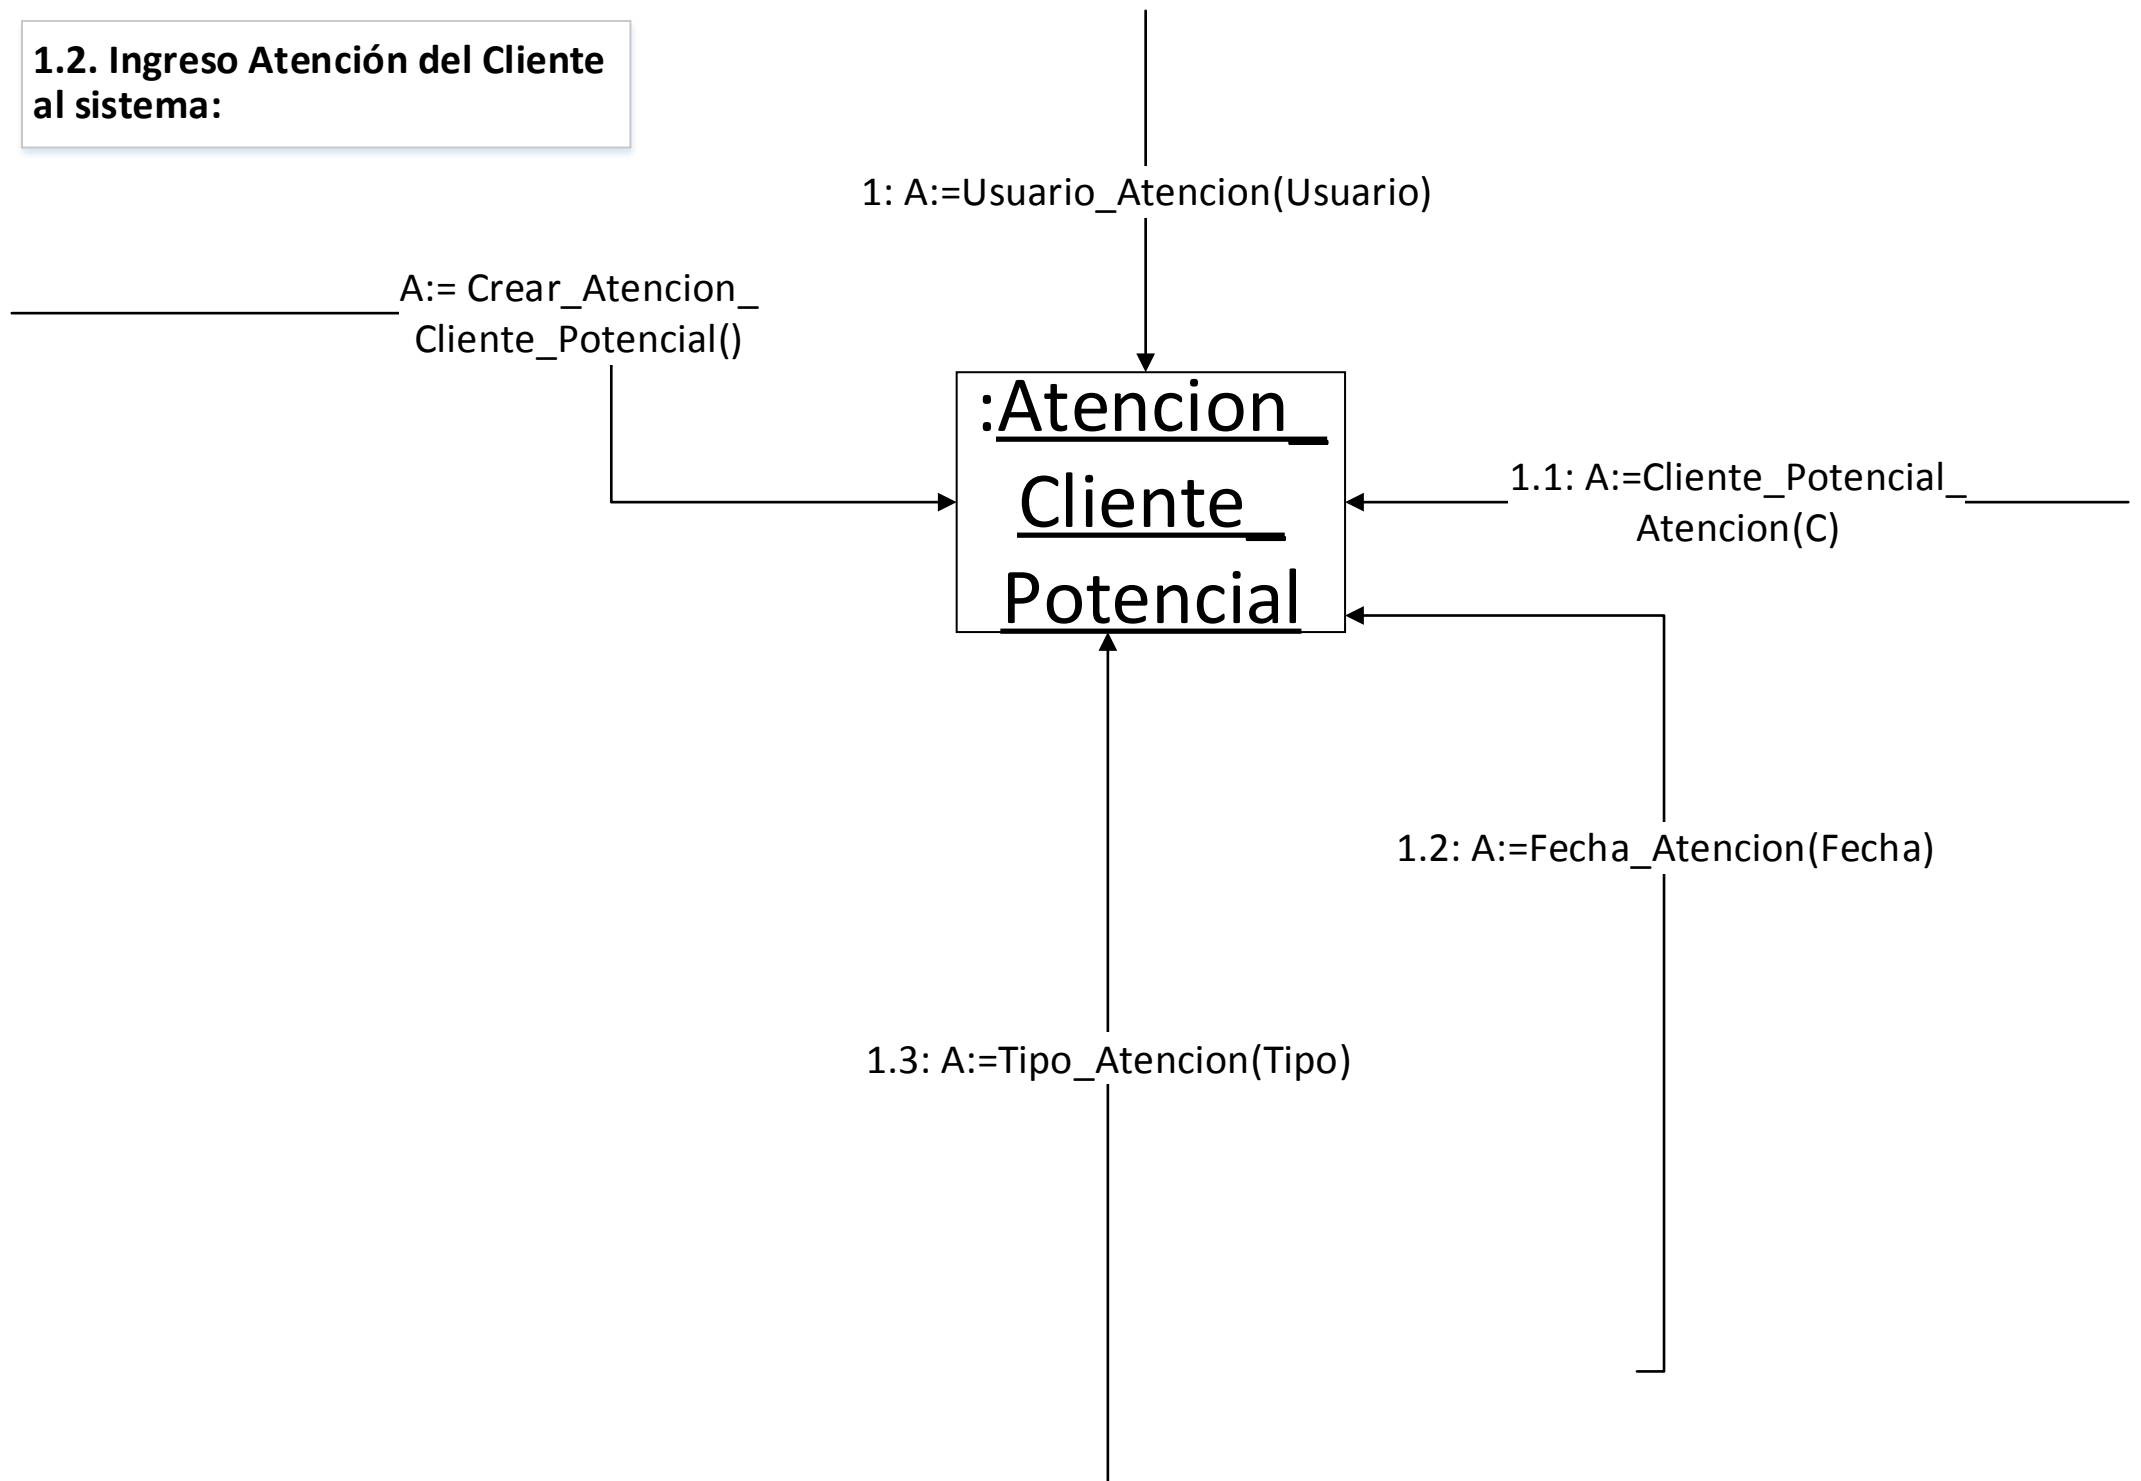 1.2. Ingreso Atención del Cliente
al sistema:
1: A:=Usuario_Atencion(Usuario)
A:= Crear_Atencion_
Cliente_Potencial()
:Atencion_
Cliente_
Potencial
1.1: A:=Cliente_Potencial_
Atencion(C)
1.2: A:=Fecha_Atencion(Fecha)
1.3: A:=Tipo_Atencion(Tipo)